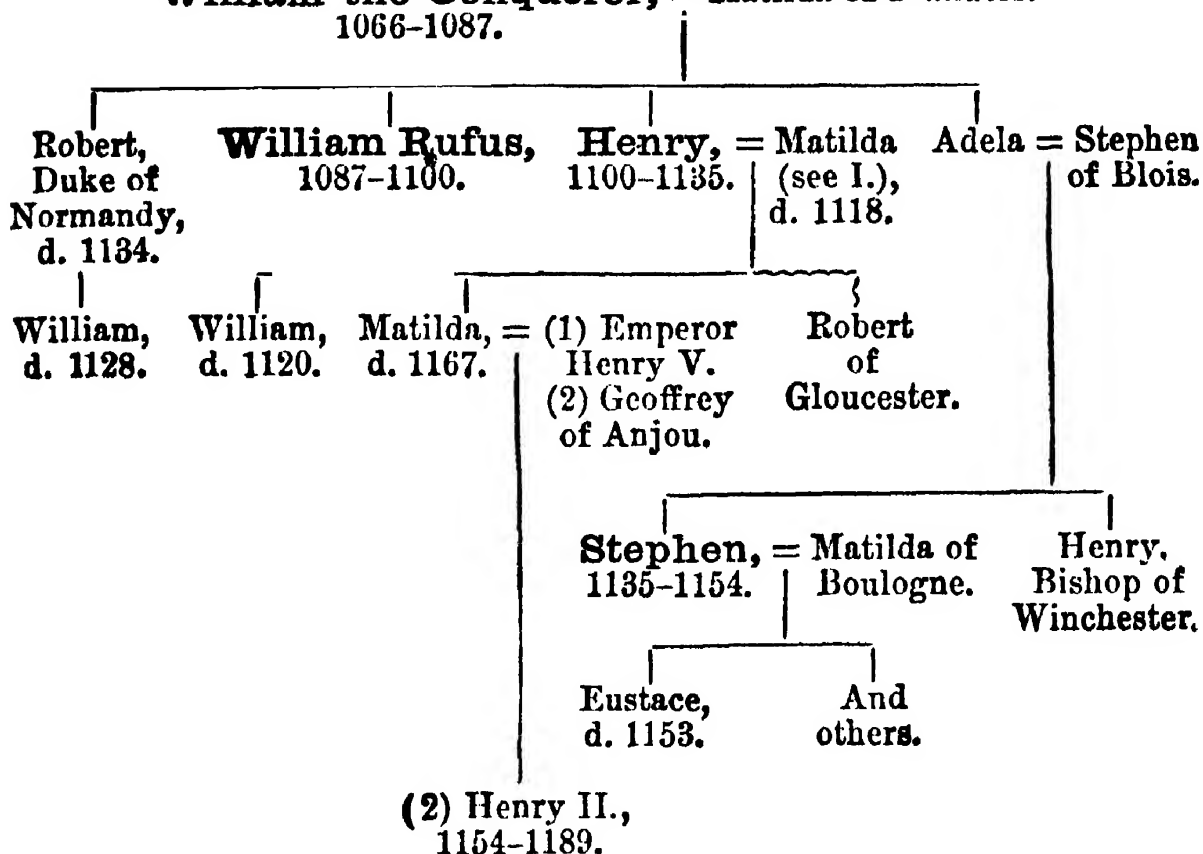 1066–1087.
Robert,
Duke of
Normandy,
d. 1134.
William Rufus,
1087–1100.
Henry, = Matilda
1100–1135. (see I.),
d. 1118.
Adela = Stephen
of Blois.
William,
d. 1128.
William,
d. 1120.
Matilda, = (1) Emperor
d. 1167. Henry V.
(2) Geoffrey
of Anjou.
Robert
of
Gloucester.
Stephen, = Matilda of
1135–1154. Boulogne.
Henry,
Bishop of
Winchester.
Eustace,
d. 1153.
And
others.
(2) Henry II.,
1154–1189.